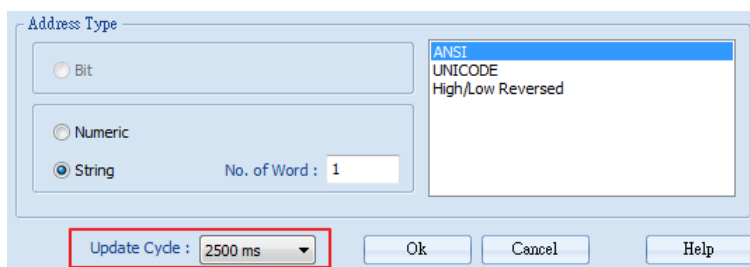 Address Type
Bit
Numeric
String No. of Word : 1
ANSI
UNICODE
High/Low Reversed
Update Cycle : 2500 ms Ok Cancel Help